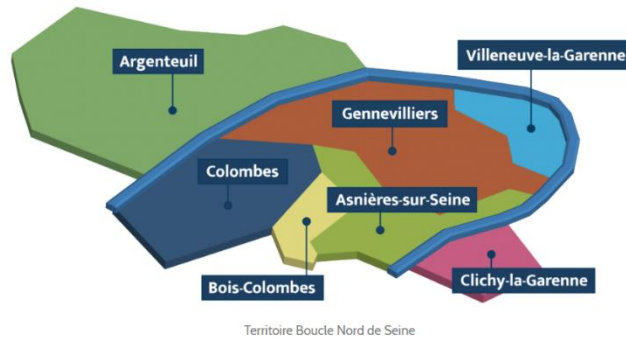 Argenteuil
Villeneuve-la-Garenne
Gennevilliers
Colombes
Asnières-sur-Seine
Bois-Colombes
Clichy-la-Garenne
Territoire Boucle Nord de Seine